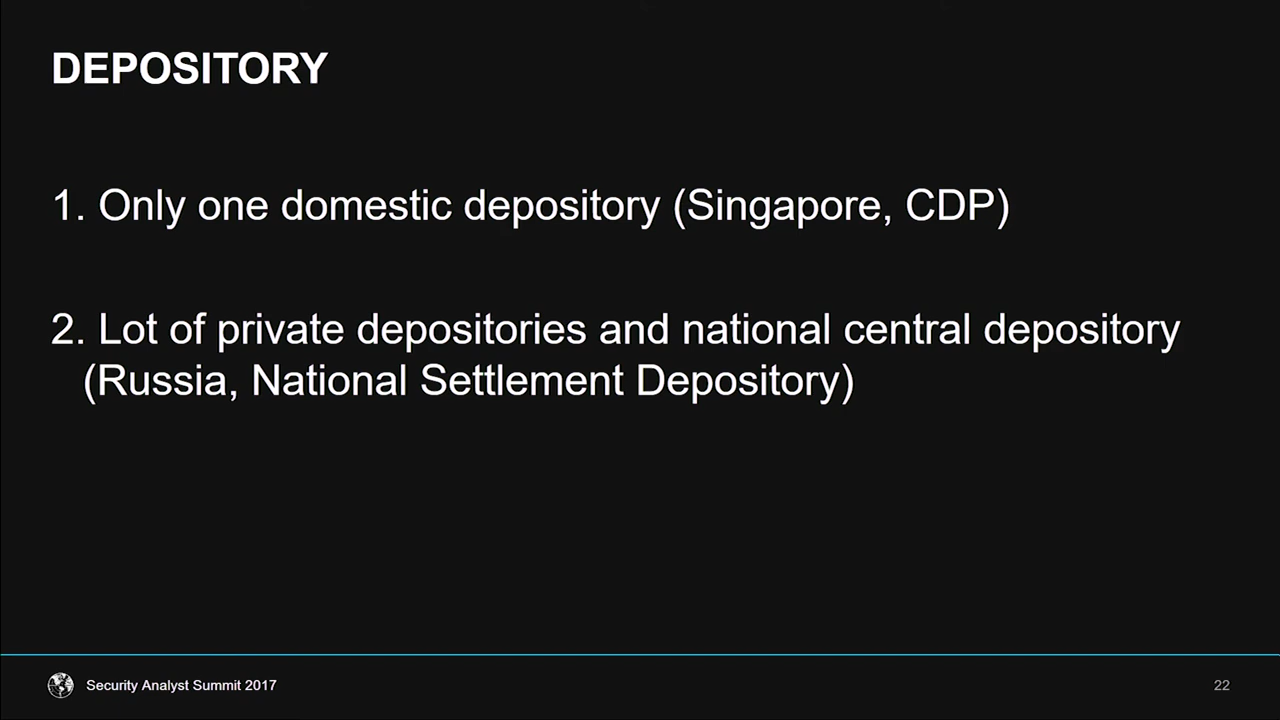 DEPOSITORY
1. Only one domestic depository (Singapore, CDP)
2. Lot of private depositories and national central depository
(Russia, National Settlement Depository)
Security Analyst Summit 2017
22